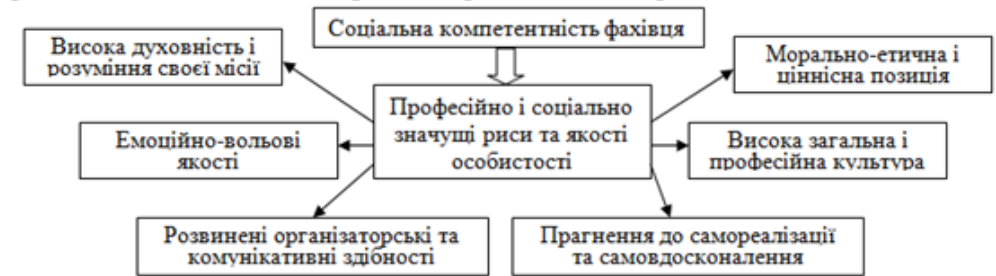 Соціальна компетентність фахівця
Висока духовність і
розуміння своєї місії
Морально-етична і
ціннісна позиція
Професійно і соціально
значущі риси та якості
особистості
Емоційно-вольові
якості
Висока загальна і
професійна культура
Розвинені організаторські та
комунікативні здібності
Прагнення до самореалізації
та самовдосконалення